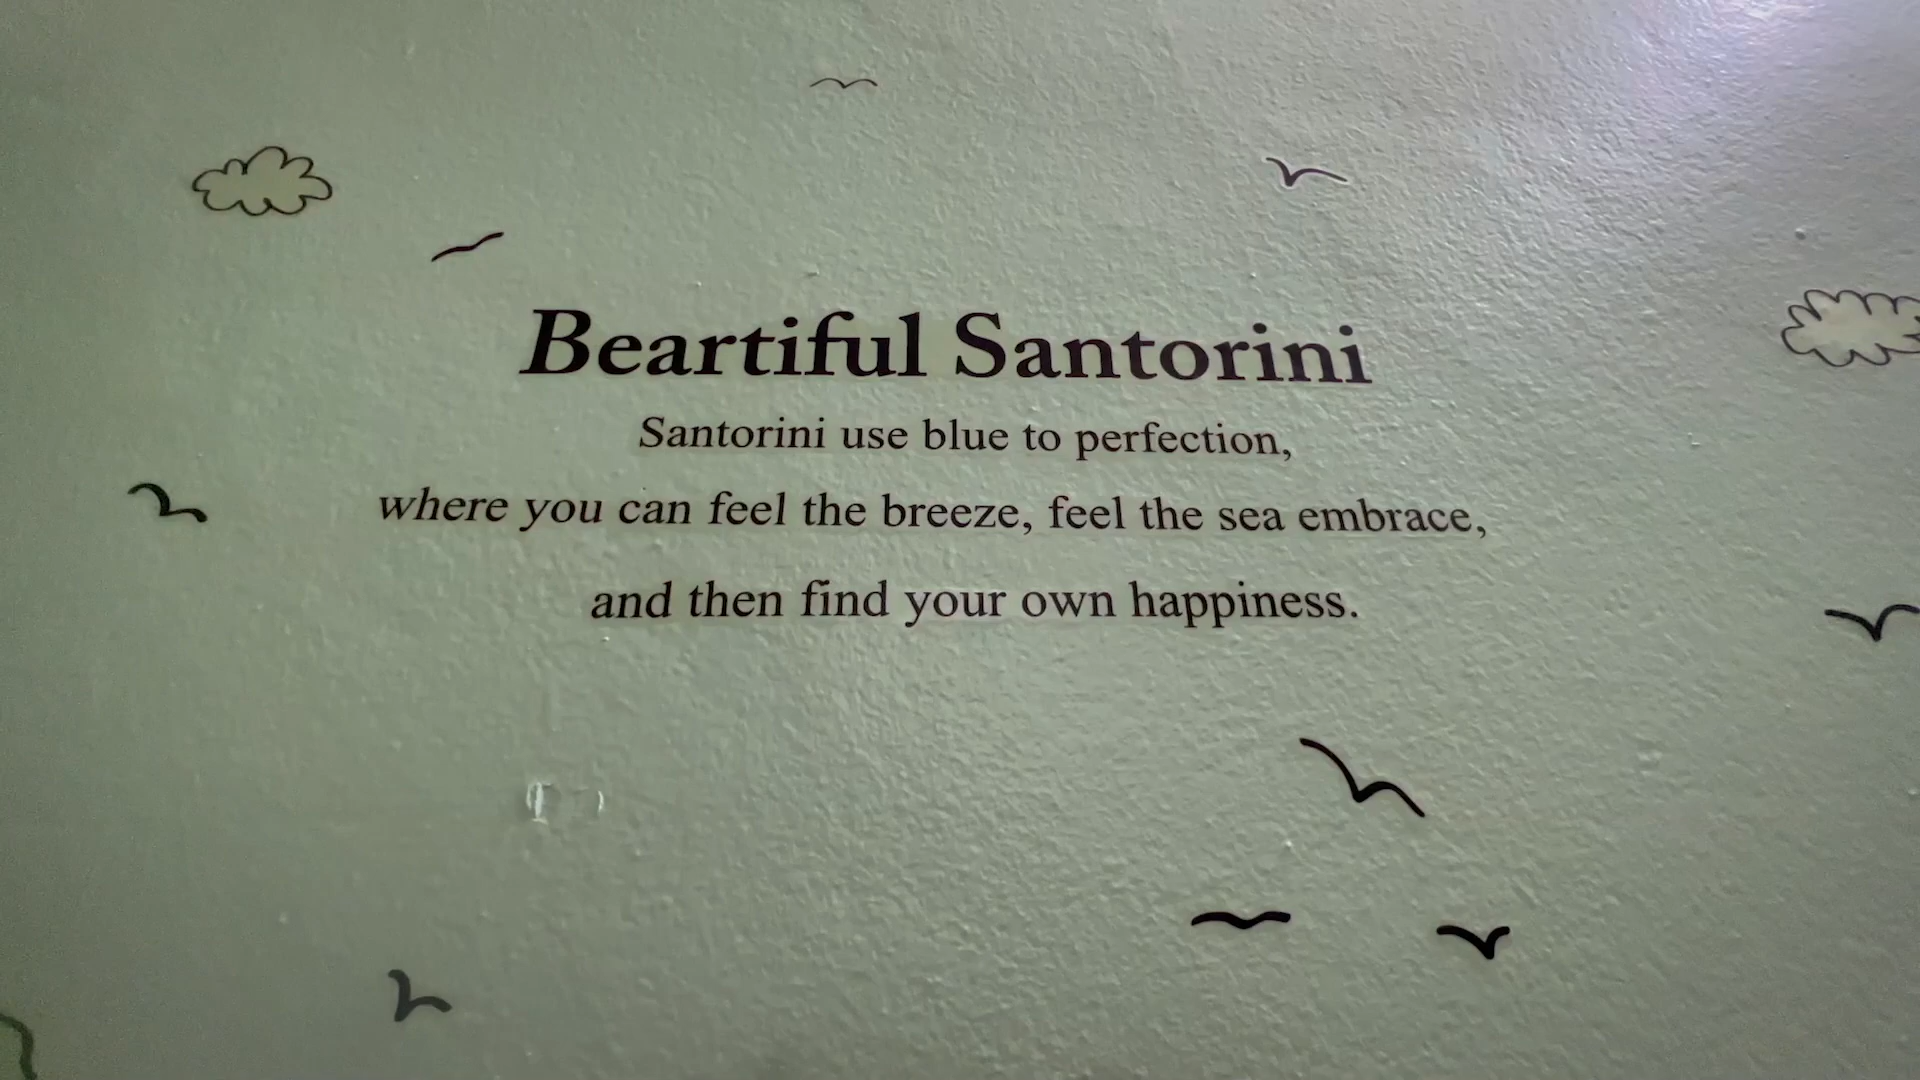 Beartiful Santorini
Santorini use blue to perfection,
where you can feel the breeze, feel the sea embrace,
and then find your own happiness.